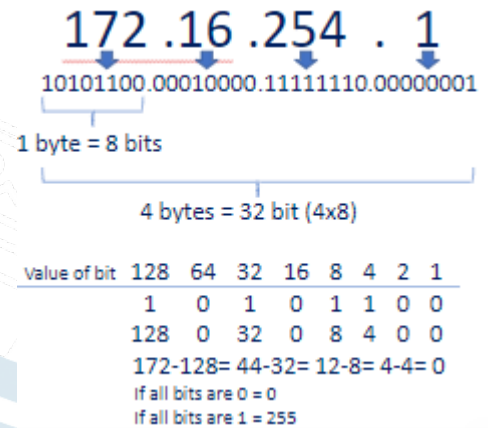 172 .16 .254 . 1
10101100.00010000.11111110.00000001
1 byte = 8 bits
4 bytes = 32 bit (4x8)
Value of bit 128 64 32 16 8 4 2 1
1 0 1 0 1 1 0 0
128 0 32 0 8 4 0 0
172-128= 44-32= 12-8= 4-4= 0
If all bits are 0 = 0
If all bits are 1 = 255